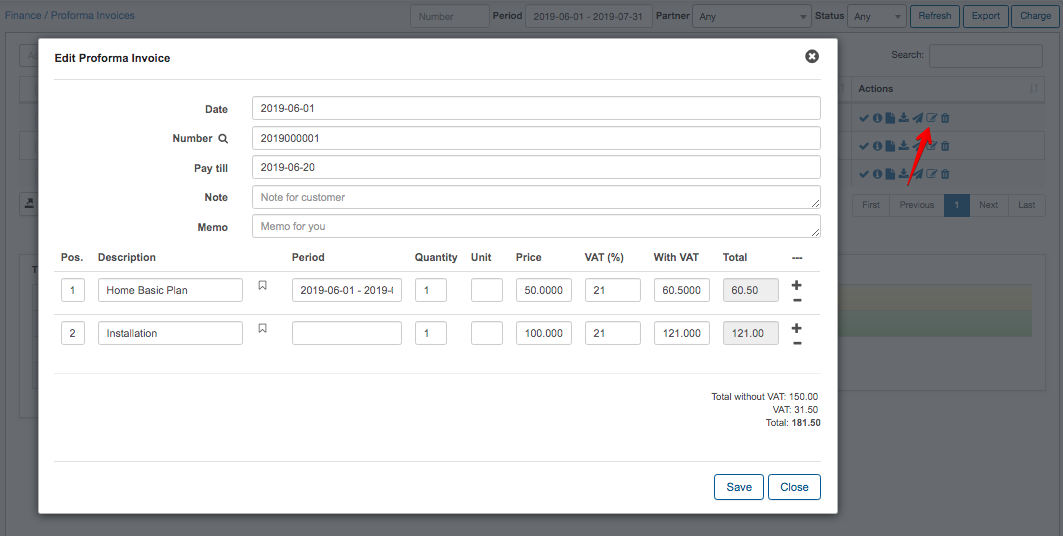 Finance / Proforma Invoices Number Period 2019-06-01 - 2019-07-31 Partner Any Status Any Refresh Export Charge
Edit Proforma Invoice
Search:
Actions
Date 2019-06-01
Number 2019000001
Pay till 2019-06-20
Note Note for customer
Memo Memo for you
First Previous 1 Next Last
Pos. Description Period Quantity Unit Price VAT (%) With VAT Total ---
1 Home Basic Plan 2019-06-01 - 2019-( 1 50.0000 21 60.5000 60.50
2 Installation 1 100.000 21 121.000 121.00
Total without VAT: 150.00
VAT: 31.50
Total: 181.50
Save Close